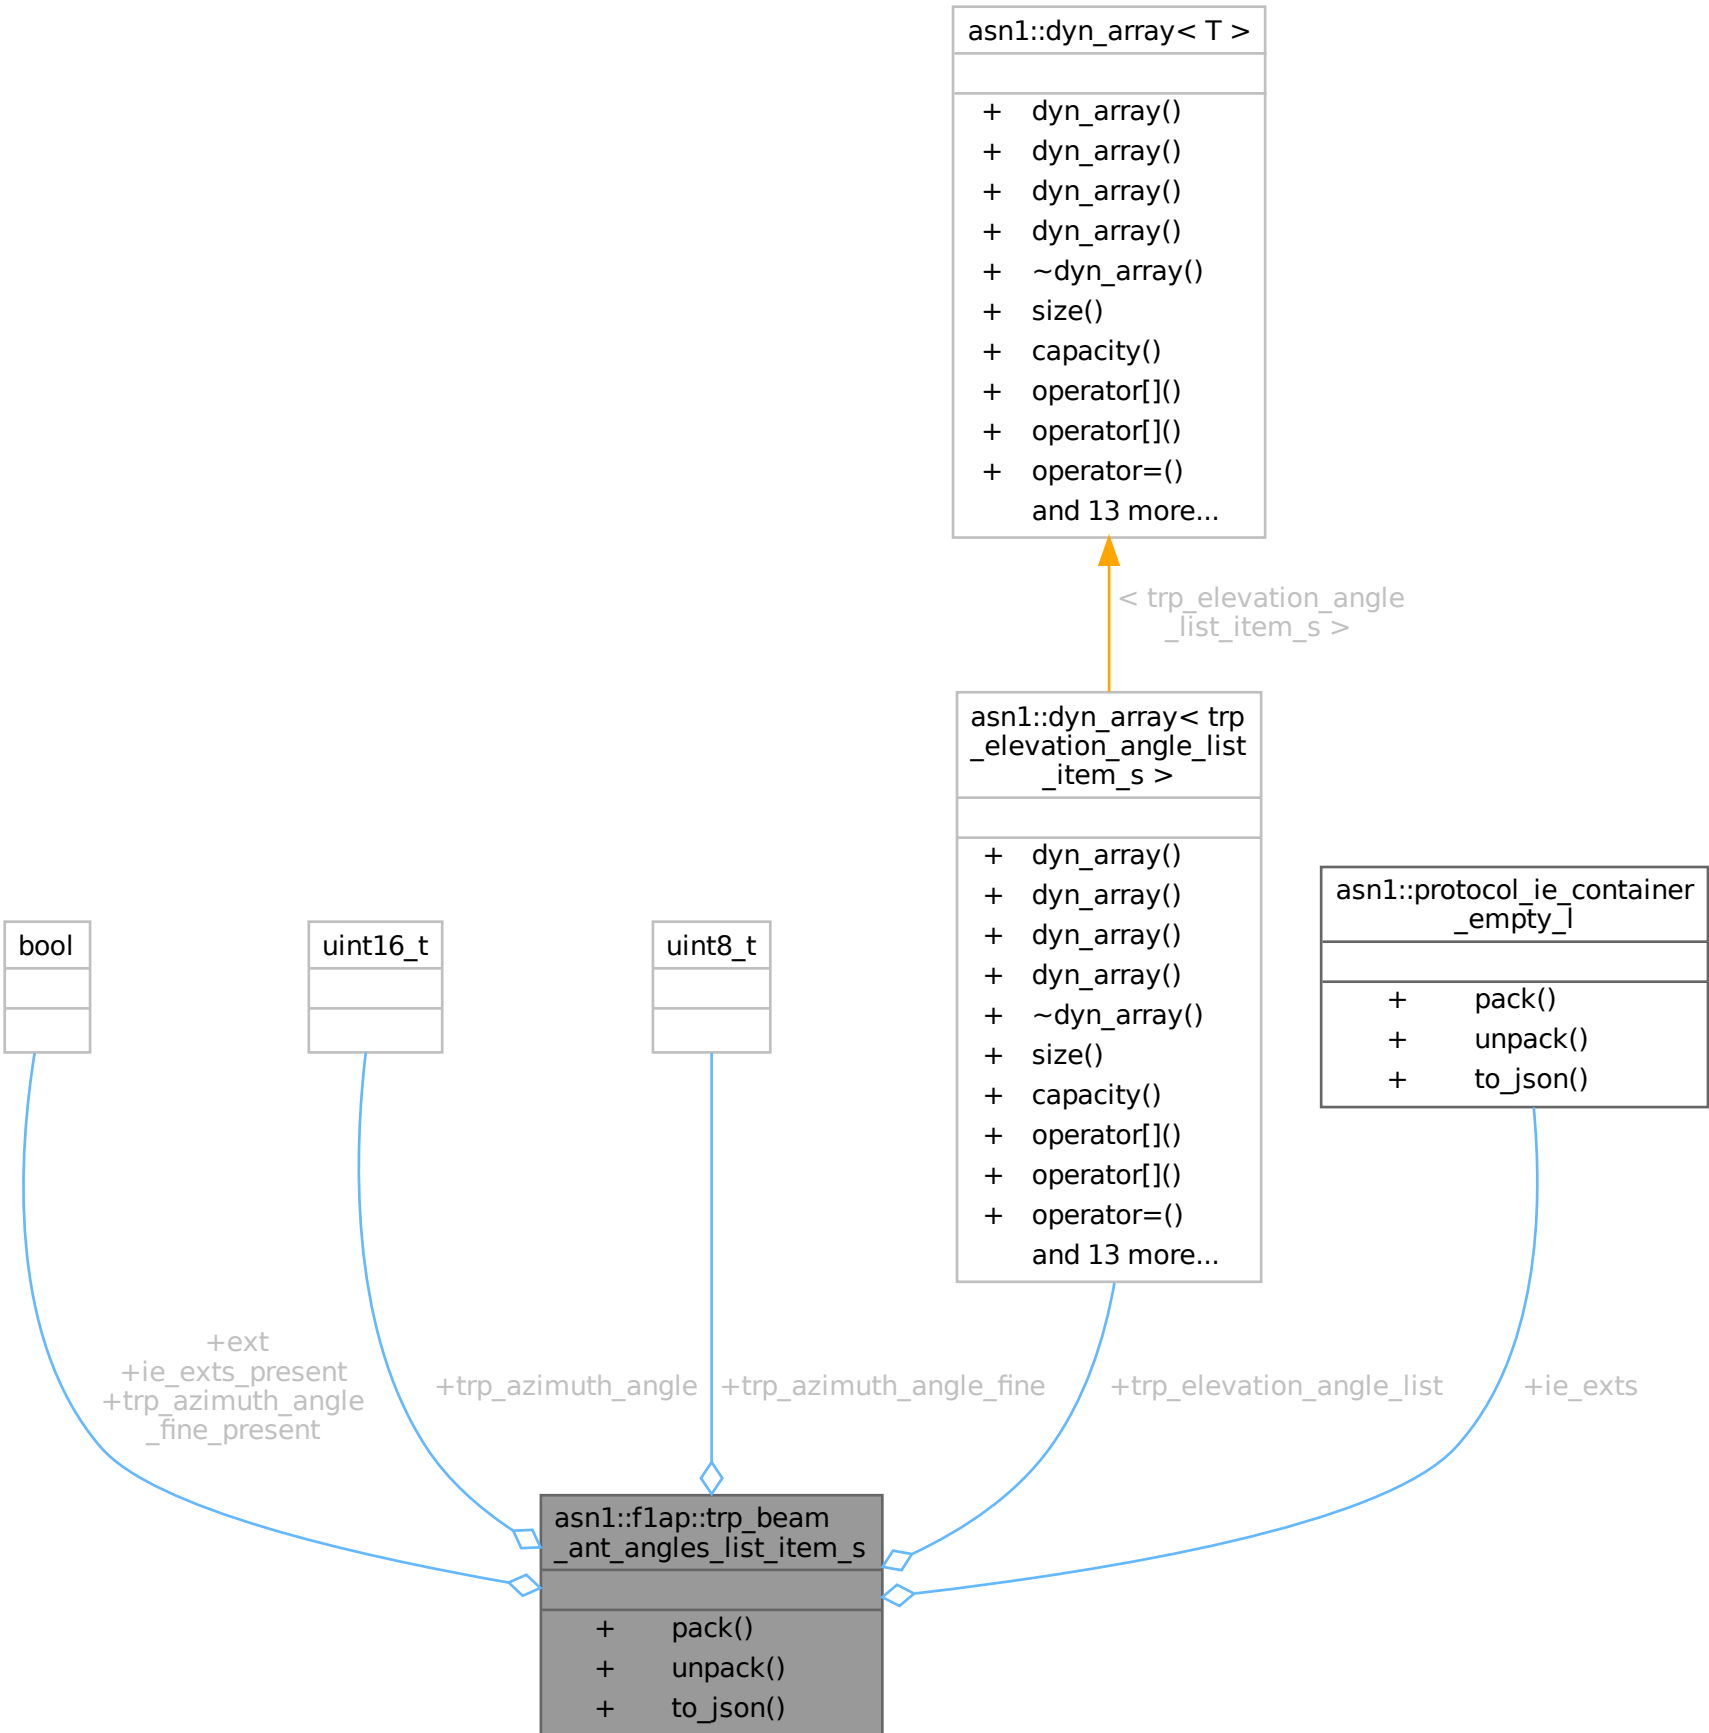 asn1::dyn_array< T >
+ dyn_array()
+ dyn_array()
+ dyn_array()
+ dyn_array()
+ ~dyn_array()
+ size()
+ capacity()
+ operator[]()
+ operator[]()
+ operator=()
and 13 more...
< trp_elevation_angle
_list_item_s >
asn1::dyn_array< trp
_elevation_angle_list
_item_s >
+ dyn_array()
+ dyn_array()
+ dyn_array()
+ dyn_array()
+ ~dyn_array()
+ size()
+ capacity()
+ operator[]()
+ operator[]()
+ operator=()
and 13 more...
bool
uint16_t
uint8_t
asn1::protocol_ie_container
_empty_l
+ pack()
+ unpack()
+ to_json()
+ext
+ie_exts_present
+trp_azimuth_angle
_fine_present
+trp_azimuth_angle
+trp_azimuth_angle_fine
+trp_elevation_angle_list
+ie_exts
asn1::f1ap::trp_beam
_ant_angles_list_item_s
+ pack()
+ unpack()
+ to_json()